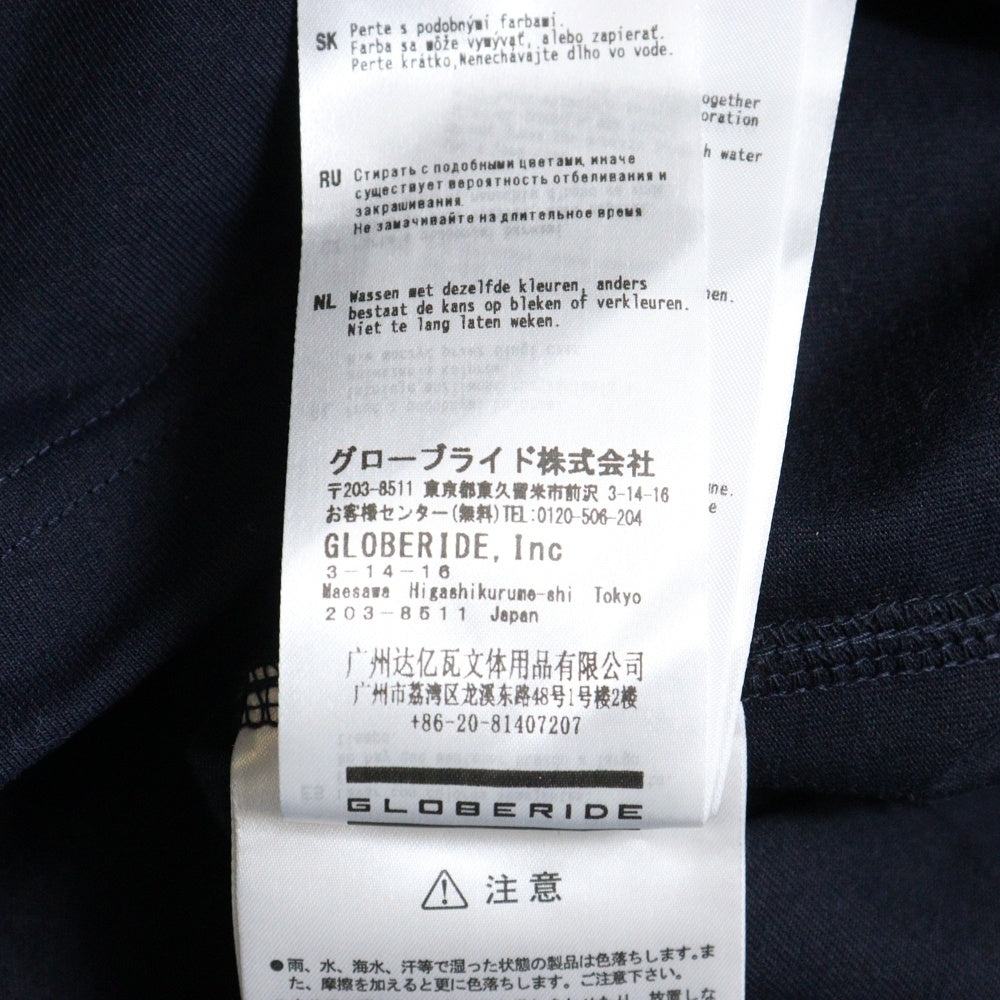 SK Perte s podobnými farbami.
Farba sa môže vymývať, alebo zapierať.
Perte krátko,Nenechávajte dlho vo vode.
ogether
oration
h water
RU Стирать с подобными цветами, иначе
существует вероятность отбеливания и
закрашивания.
Не замачивайте на длительное время
NL Wassen met dezelfde kleuren, anders
bestaat de kans op bleken of verkleuren.
Niet te lang laten weken.
nen.
グローブライド株式会社
〒203-8511 東京都東久留米市前沢 3-14-16
お客様センター(無料)TEL:0120-506-204
ne.
e
GLOBERIDE, Inc
3-14-16
Maesawa Higashikurume-shi Tokyo
203-8511 Japan
广州达亿瓦文体用品有限公司
广州市荔湾区龙溪东路48号1号楼2楼
+86-20-81407207
GLOBERIDE
注意
●雨、水、海水、汗等で湿った状態の製品は色落ちします。ま
た、摩擦を加えると更に色落ちします。ご注意下さい。